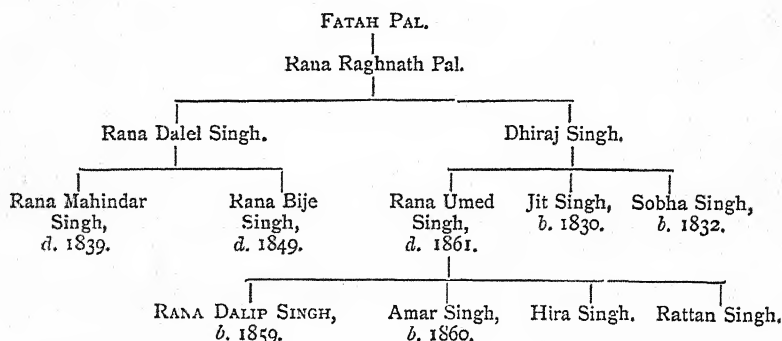 FATAH PAL.
Rana Raghnath Pal.
Rana Dalel Singh. Dhiraj Singh.
Rana Mahindar Rana Bije Rana Umed Jit Singh, Sobha Singh,
Singh, Singh, Singh, b. 1830. b. 1832.
d. 1839. d. 1849. d. 1861.
RANA DALIP SINGH, Amar Singh, Hira Singh. Rattan Singh.
b. 1859. b. 1860.